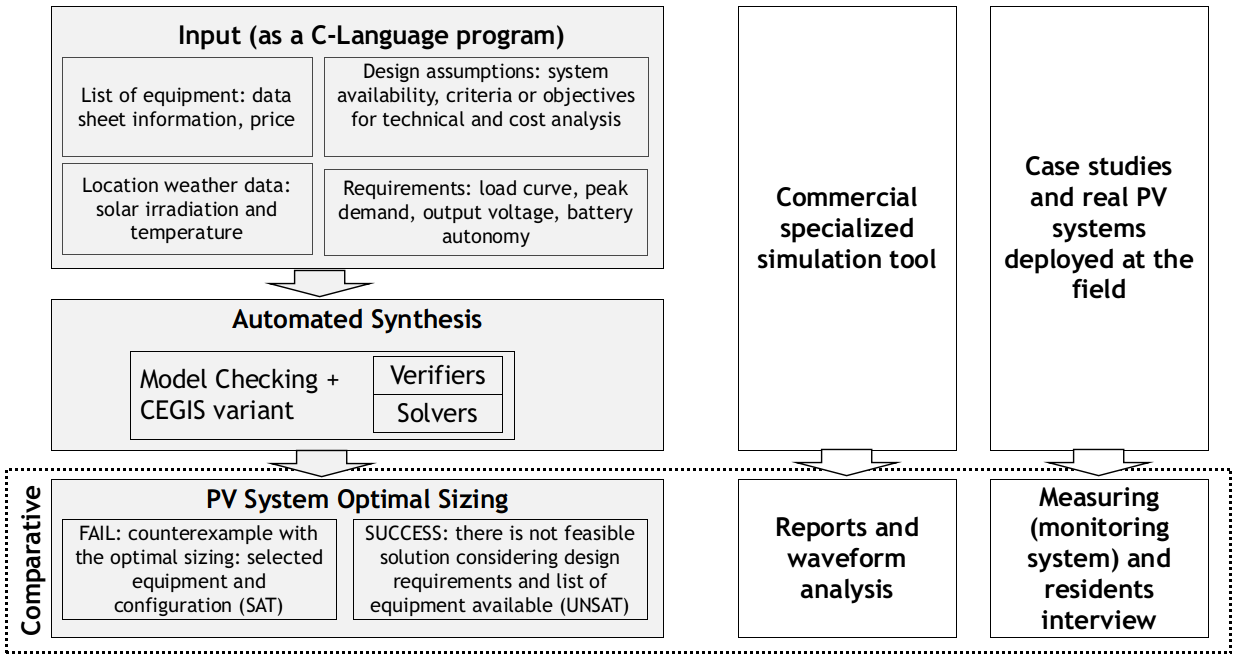 Input (as a C-Language program)
List of equipment: data
sheet information, price
Design assumptions: system
availability, criteria or objectives
for technical and cost analysis
Location weather data:
solar irradiation and
temperature
Requirements: load curve, peak
demand, output voltage, battery
autonomy
Automated Synthesis
Model Checking +
CEGIS variant
Verifiers
Solvers
Commercial
specialized
simulation tool
Case studies
and real PV
systems
deployed at the
field
Comparative
PV System Optimal Sizing
FAIL: counterexample with
the optimal sizing: selected
equipment and
configuration (SAT)
SUCCESS: there is not feasible
solution considering design
requirements and list of
equipment available (UNSAT)
Reports and
waveform
analysis
Measuring
(monitoring
system) and
residents
interview